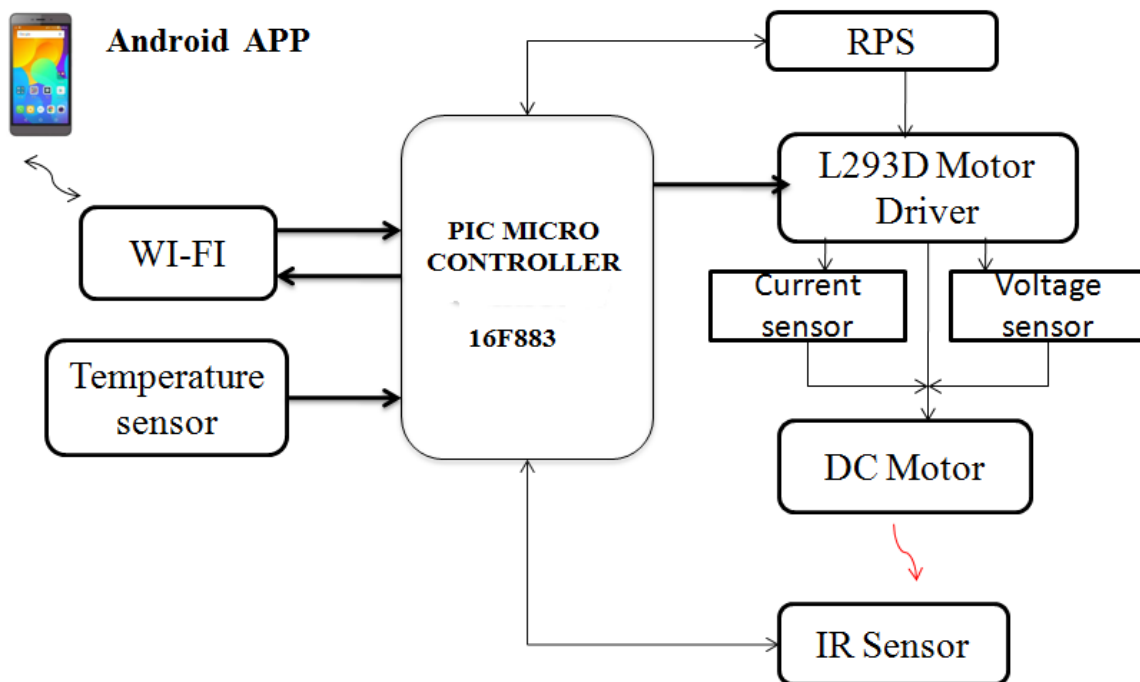 Android APP
RPS
L293D Motor
Driver
WI-FI
PIC MICRO
CONTROLLER
16F883
Current
sensor
Voltage
sensor
Temperature
sensor
DC Motor
IR Sensor